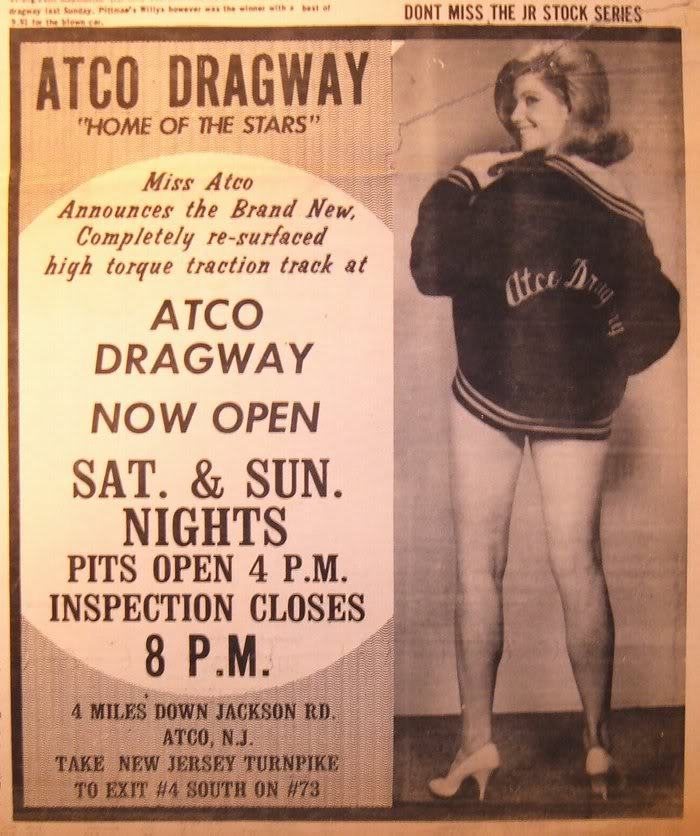 dragway last Sunday. Pittman's Willys however was the winner with a best of
9.93 for the blown car.
DONT MISS THE JR STOCK SERIES
ATCO DRAGWAY
"HOME OF THE STARS"
Miss Atco
Announces the Brand New,
Completely re-surfaced
high torque traction track at
ATCO
DRAGWAY
NOW OPEN
SAT. & SUN.
NIGHTS
PITS OPEN 4 P.M.
INSPECTION CLOSES
8 P.M.
4 MILES DOWN JACKSON RD.
ATCO, N.J.
TAKE NEW JERSEY TURNPIKE
TO EXIT #4 SOUTH ON #73
Atco Drag